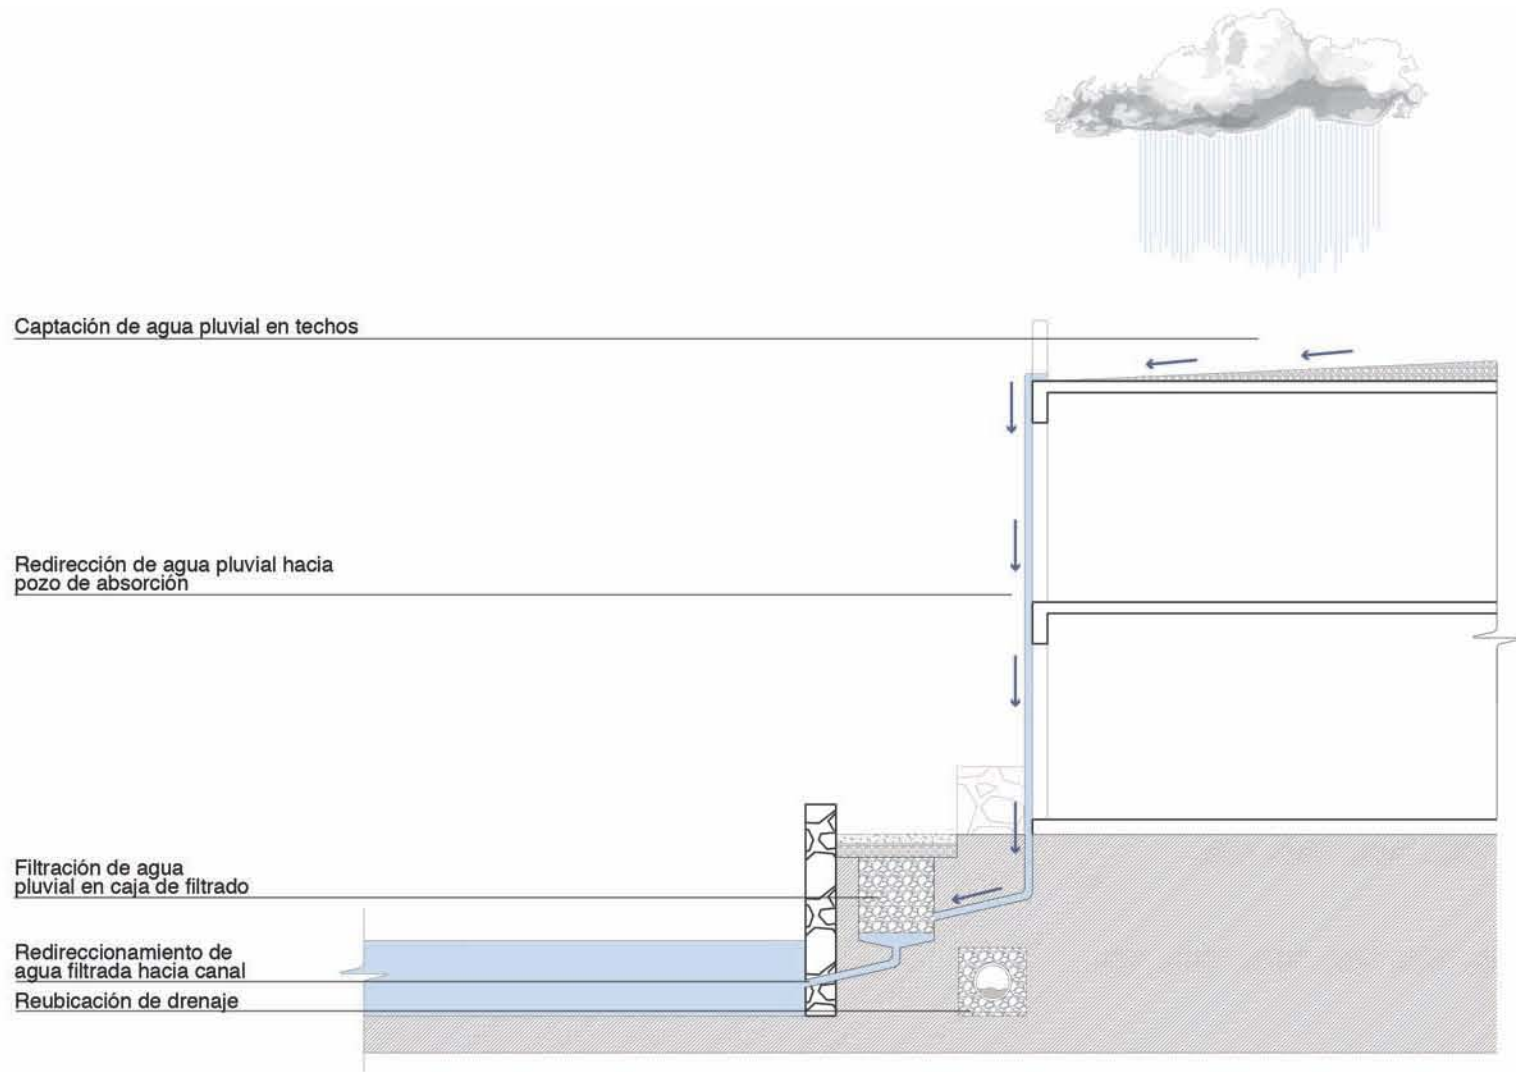 Captación de agua pluvial en techos
Redirección de agua pluvial hacia
pozo de absorción
Filtración de agua
pluvial en caja de filtrado
Redireccionamiento de
agua filtrada hacia canal
Reubicación de drenaje